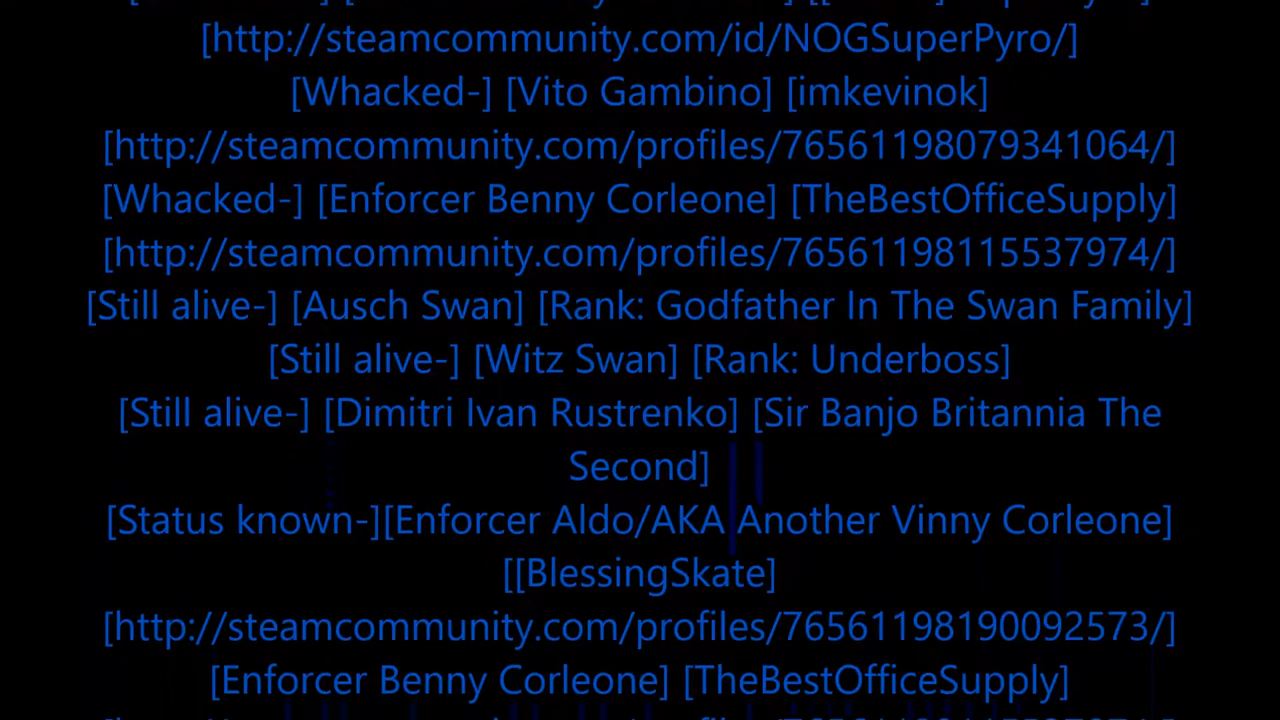 [http://steamcommunity.com/id/NOGSuperPyro/]
[Whacked-] [Vito Gambino] [imkevinok]
[http://steamcommunity.com/profiles/76561198079341064/]
[Whacked-] [Enforcer Benny Corleone] [TheBestOfficeSupply]
[http://steamcommunity.com/profiles/76561198115537974/]
[Still alive-] [Ausch Swan] [Rank: Godfather In The Swan Family]
[Still alive-] [Witz Swan] [Rank: Underboss]
[Still alive-] [Dimitri Ivan Rustrenko] [Sir Banjo Britannia The
Second]
[Status known-][Enforcer Aldo/AKA Another Vinny Corleone]
[[BlessingSkate]
[http://steamcommunity.com/profiles/76561198190092573/]
[Enforcer Benny Corleone] [TheBestOfficeSupply]